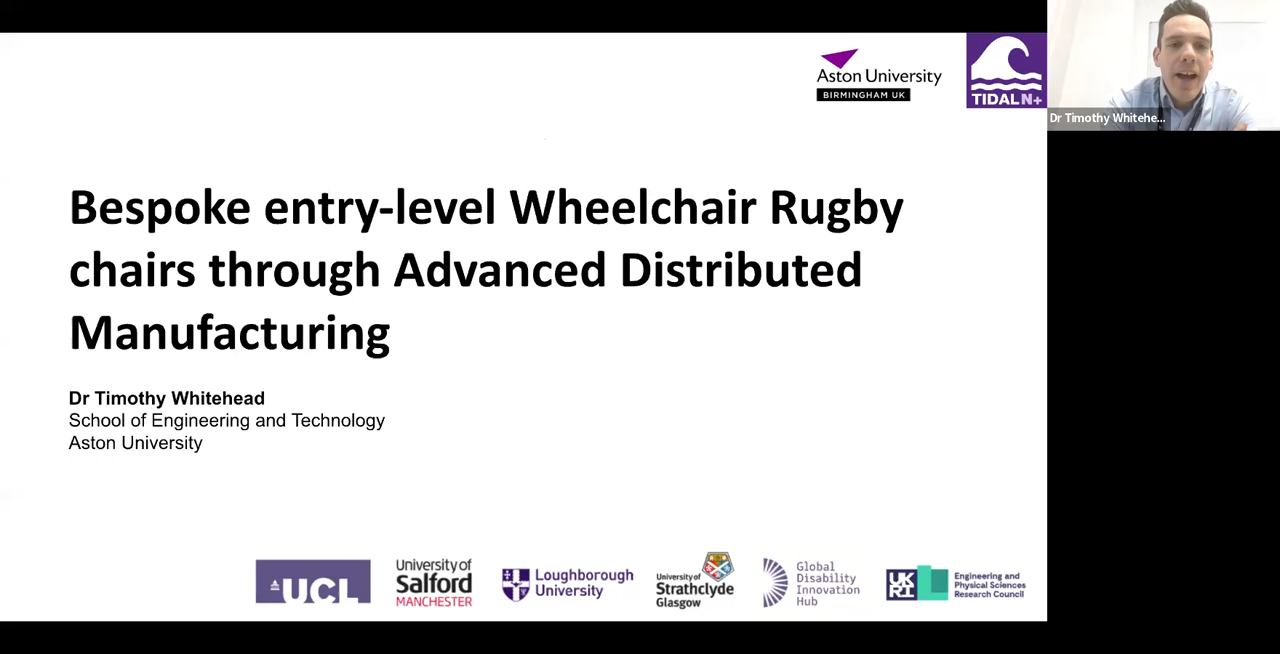 Aston University
BIRMINGHAM UK
TIDAL N+
Dr Timothy Whitehe...
Bespoke entry-level Wheelchair Rugby
chairs through Advanced Distributed
Manufacturing
Dr Timothy Whitehead
School of Engineering and Technology
Aston University
UCL
University of
Salford
MANCHESTER
Loughborough
University
University of
Strathclyde
Glasgow
Global
Disability
Innovation
Hub
UK
RI
Engineering and
Physical Sciences
Research Council